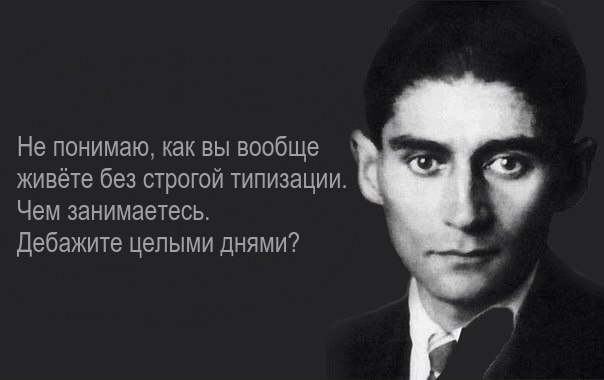 Не понимаю, как вы вообще
живёте без строгой типизации.
Чем занимаетесь.
Дебажите целыми днями?